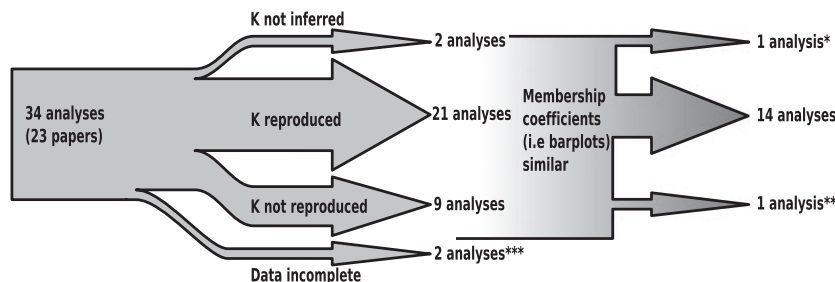 K not inferred
2 analyses
1 analysis*
34 analyses
(23 papers)
K reproduced
21 analyses
Membership
coefficients
(i.e barplots)
similar
14 analyses
K not reproduced
9 analyses
1 analysis**
2 analyses***
Data incomplete